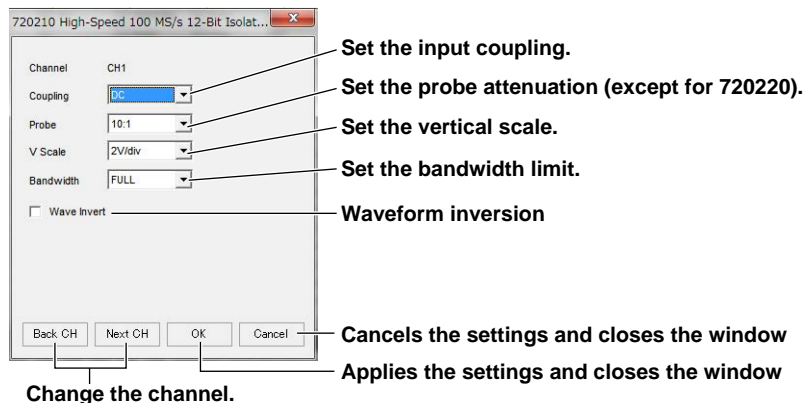 720210 High-Speed 100 MS/s 12-Bit Isolat...
Channel CH1
Coupling DC
Probe 10:1
V Scale 2V/div
Bandwidth FULL
Wave Invert
Back CH Next CH OK Cancel
Set the input coupling.
Set the probe attenuation (except for 720220).
Set the vertical scale.
Set the bandwidth limit.
Waveform inversion
Cancels the settings and closes the window
Applies the settings and closes the window
Change the channel.